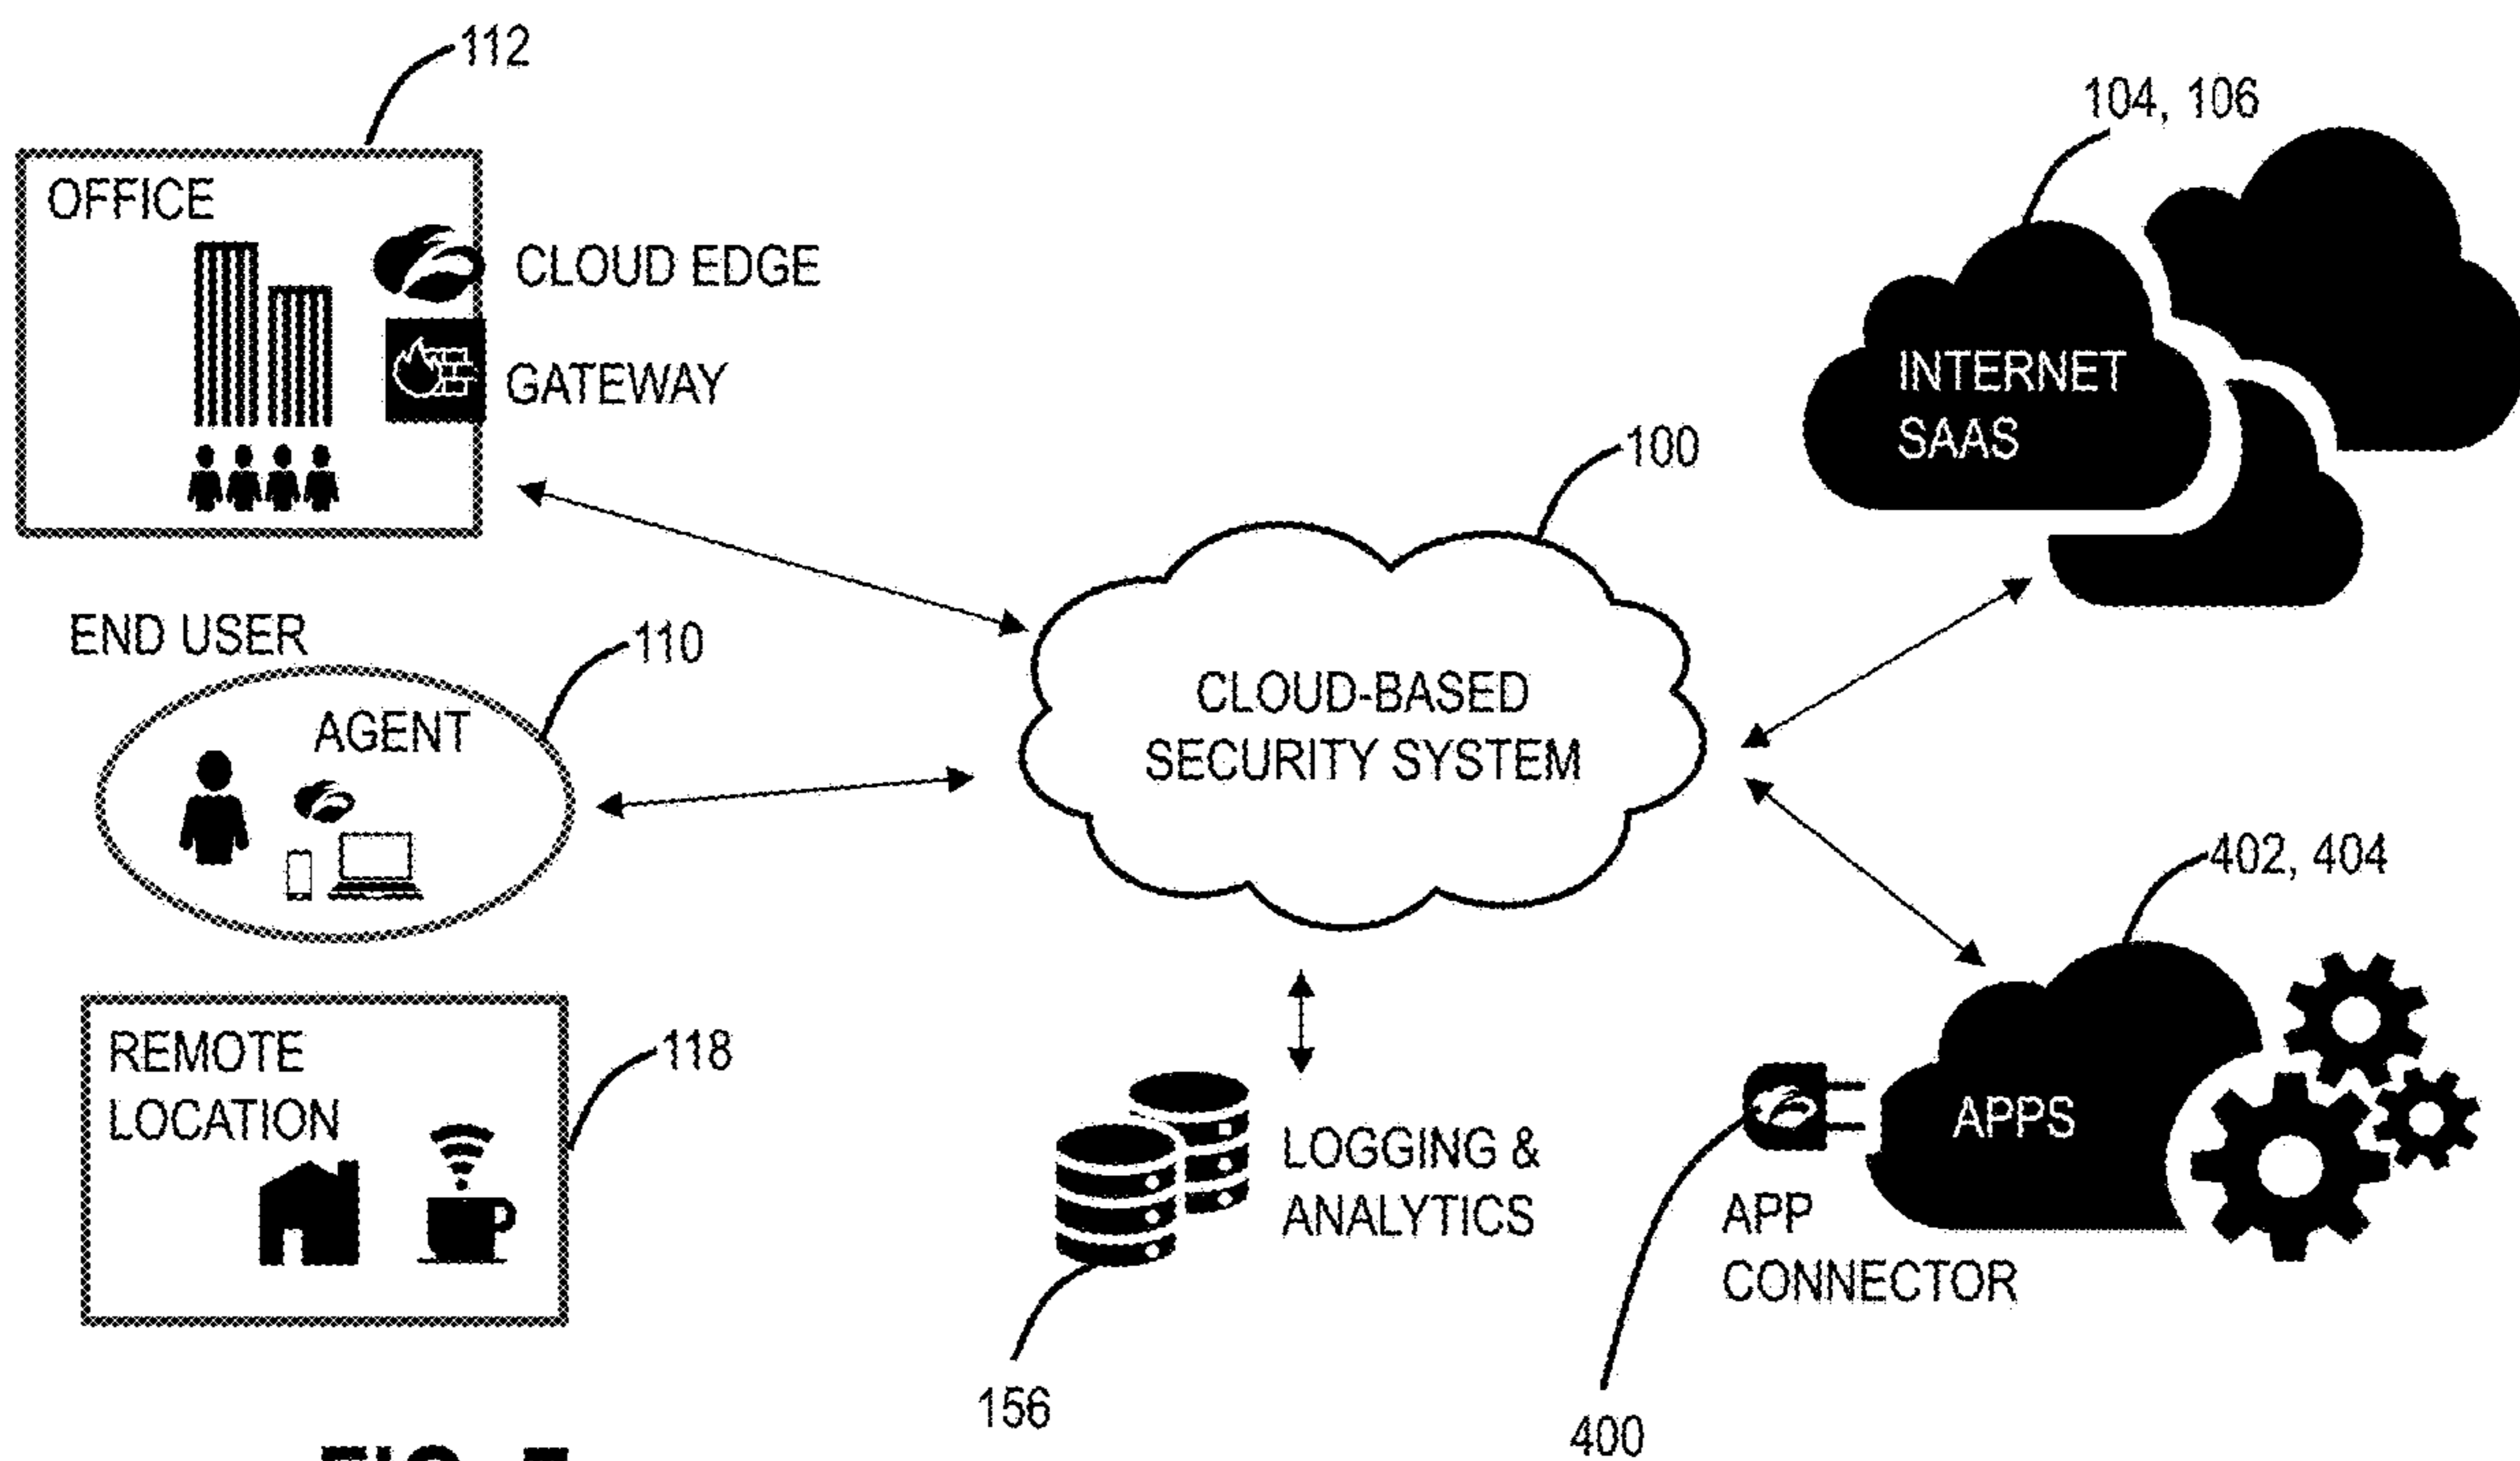 112
OFFICE
CLOUD EDGE
GATEWAY
104, 106
INTERNET
SAAS
100
END USER
110
AGENT
CLOUD-BASED
SECURITY SYSTEM
402, 404
REMOTE
LOCATION
118
LOGGING &
ANALYTICS
APPS
APP
CONNECTOR
156
400